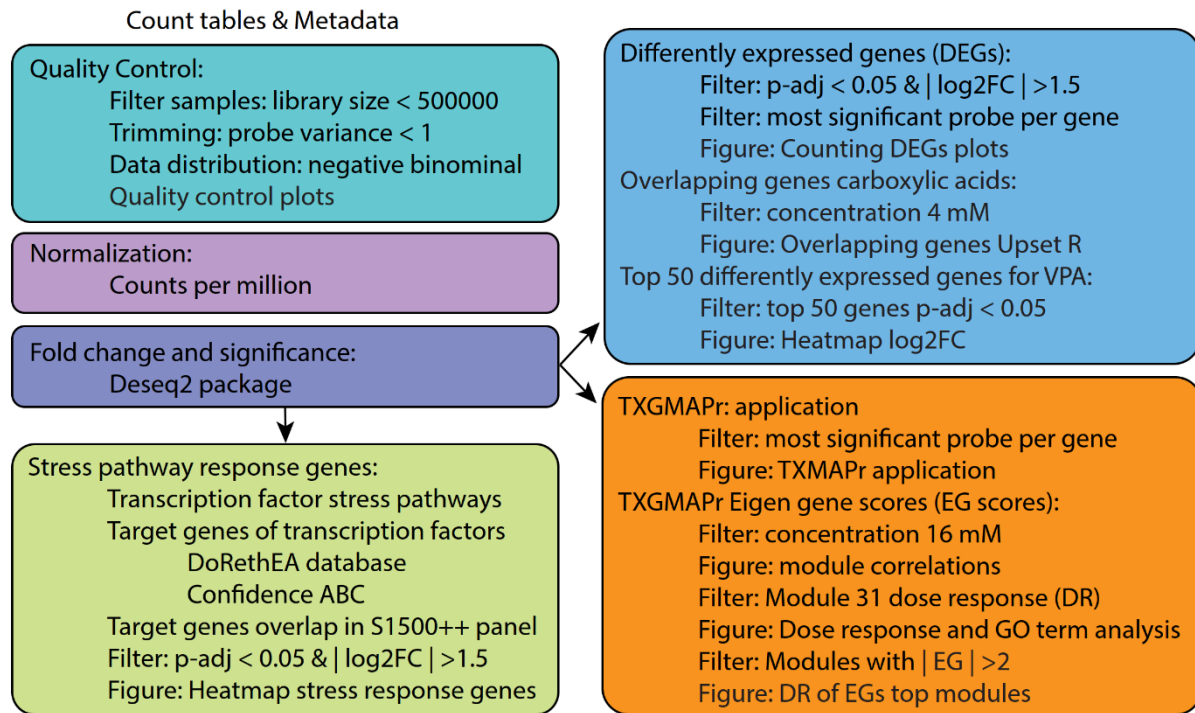 Count tables & Metadata
Quality Control:
Filter samples: library size < 500000
Trimming: probe variance < 1
Data distribution: negative binominal
Quality control plots
Normalization:
Counts per million
Fold change and significance:
Deseq2 package
Stress pathway response genes:
Transcription factor stress pathways
Target genes of transcription factors
DoRethEA database
Confidence ABC
Target genes overlap in S1500++ panel
Filter: p-adj < 0.05 & | log2FC | >1.5
Figure: Heatmap stress response genes
Differently expressed genes (DEGs):
Filter: p-adj < 0.05 & | log2FC | >1.5
Filter: most significant probe per gene
Figure: Counting DEGs plots
Overlapping genes carboxylic acids:
Filter: concentration 4 mM
Figure: Overlapping genes Upset R
Top 50 differently expressed genes for VPA:
Filter: top 50 genes p-adj < 0.05
Figure: Heatmap log2FC
TXGMAPr: application
Filter: most significant probe per gene
Figure: TXMAPr application
TXGMAPr Eigen gene scores (EG scores):
Filter: concentration 16 mM
Figure: module correlations
Filter: Module 31 dose response (DR)
Figure: Dose response and GO term analysis
Filter: Modules with | EG | >2
Figure: DR of EGs top modules